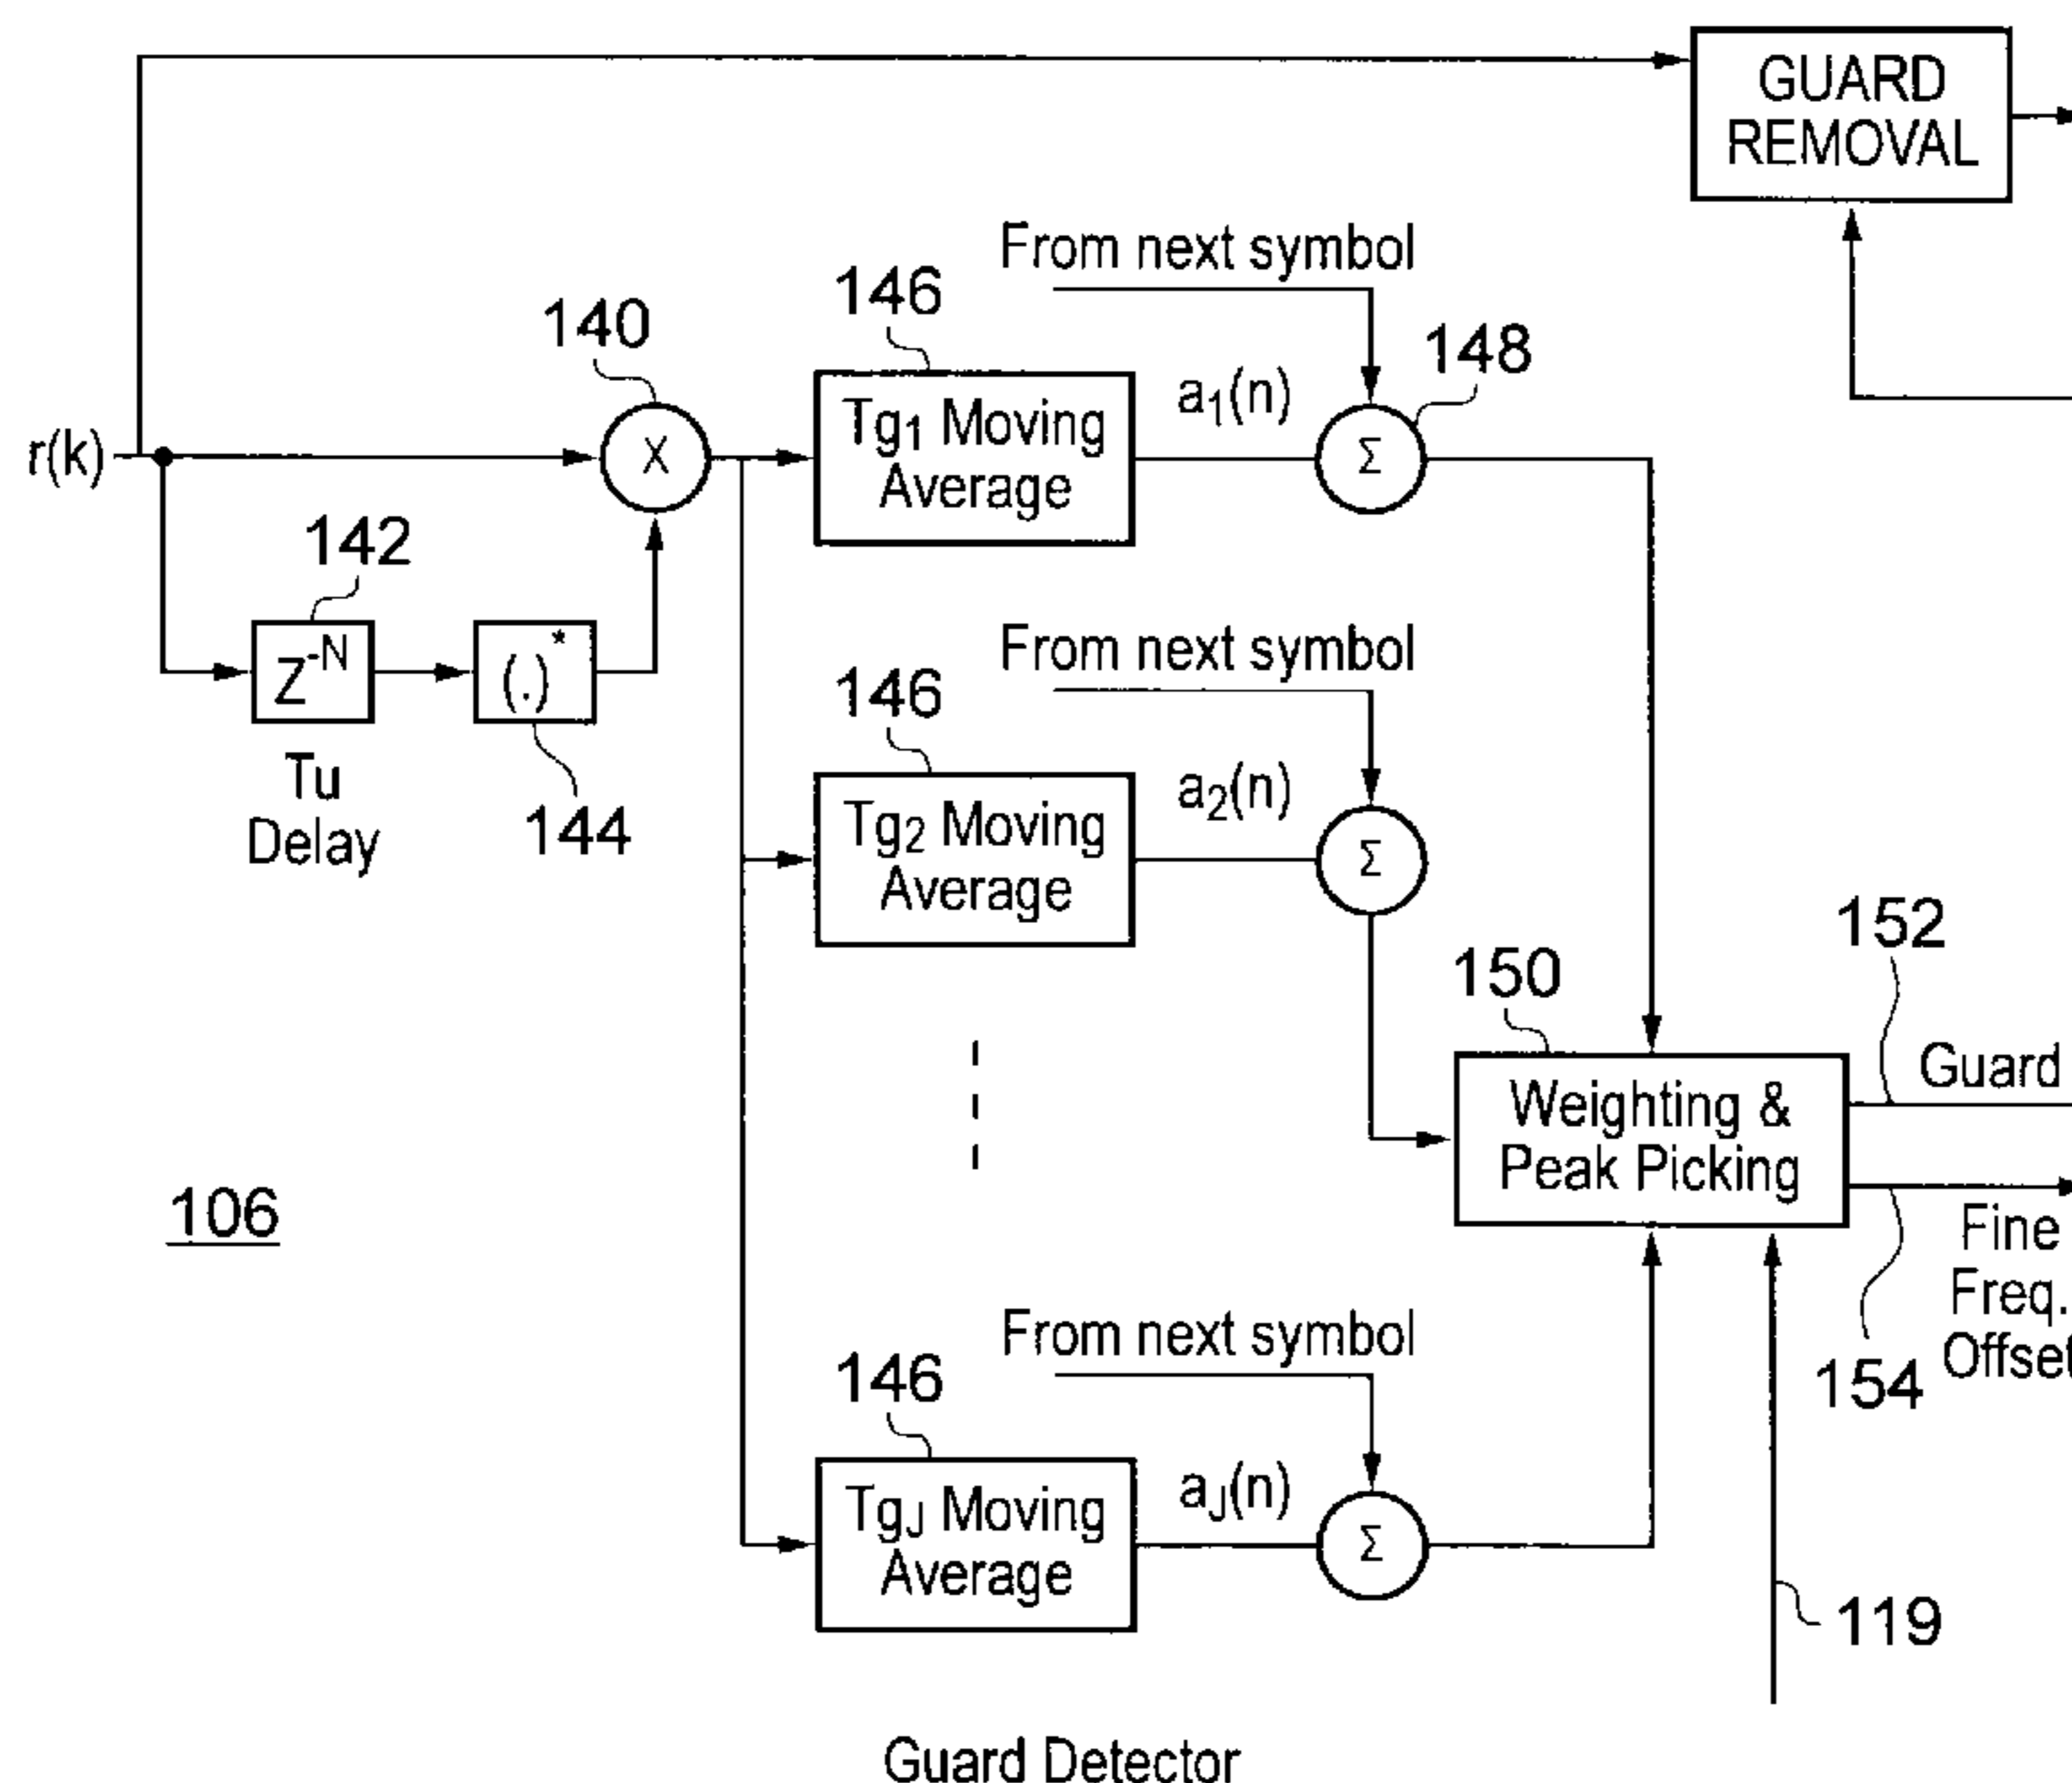 GUARD
REMOVAL
From next symbol
146
140
148
a1(n)
Tg1 Moving
Average
Σ
r(k)
X
142
Z-N
(.)*
Tu
Delay
144
From next symbol
146
a2(n)
Tg2 Moving
Average
Σ
152
150
Guard
Weighting &
Peak Picking
106
Fine
Freq.
Offset
154
From next symbol
146
aJ(n)
TgJ Moving
Average
Σ
119
Guard Detector